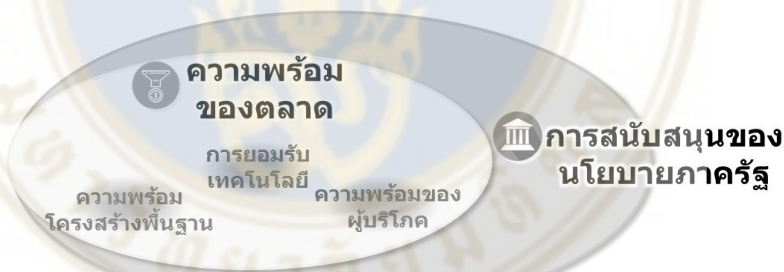 ความพร้อม
ของตลาด
การยอมรับ
เทคโนโลยี
ความพร้อม
โครงสร้างพื้นฐาน
ความพร้อมของ
ผู้บริโภค
การสนับสนุนของ
นโยบายภาครัฐ